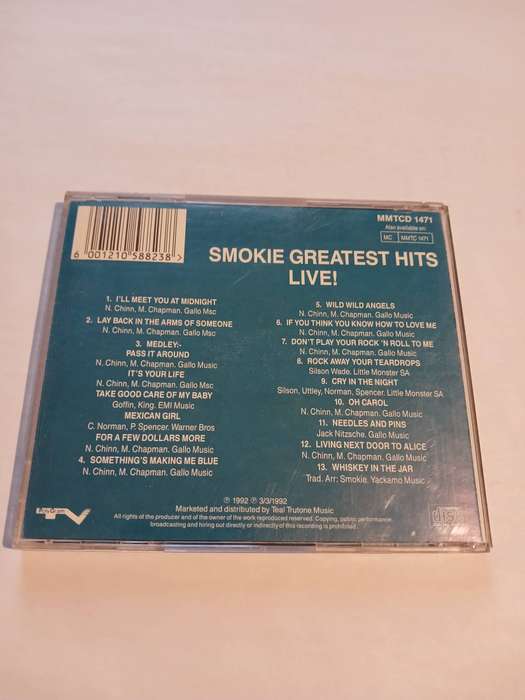 MMTCD 1471
Also available on:
MC MMTC 1471
6 001210 588238 >
SMOKIE GREATEST HITS
LIVE!
1. I'LL MEET YOU AT MIDNIGHT
N. Chinn, M. Chapman. Gallo Msc
2. LAY BACK IN THE ARMS OF SOMEONE
N. Chinn, M. Chapman. Gallo Msc
3. MEDLEY:-
PASS IT AROUND
N. Chinn, M. Chapman. Gallo Music
IT'S YOUR LIFE
N. Chinn, M. Chapman. Gallo Msc
TAKE GOOD CARE OF MY BABY
Goffin, King. EMI Music
MEXICAN GIRL
C. Norman, P. Spencer. Warner Bros
FOR A FEW DOLLARS MORE
N. Chinn, M. Chapman. Gallo Music
4. SOMETHING'S MAKING ME BLUE
N. Chinn, M. Chapman. Gallo Music
5. WILD WILD ANGELS
N. Chinn, M. Chapman. Gallo Music
6. IF YOU THINK YOU KNOW HOW TO LOVE ME
N. Chinn, M. Chapman. Gallo Music
7. DON'T PLAY YOUR ROCK 'N ROLL TO ME
N. Chinn, M. Chapman. Gallo Music
8. ROCK AWAY YOUR TEARDROPS
Silson Wade. Little Monster SA
9. CRY IN THE NIGHT
Silson, Uttley, Norman, Spencer. Little Monster SA
10. OH CAROL
N. Chinn, M. Chapman. Gallo Music
11. NEEDLES AND PINS
Jack Nitzsche, Gallo Music
12. LIVING NEXT DOOR TO ALICE
N. Chinn, M. Chapman. Gallo Music
13. WHISKEY IN THE JAR
Trad. Arr: Smokie. Yackamo Music
℗ 1992 ℗ 3/3/1992
Marketed and distributed by Teal Trutone Music
All rights of the producer and of the owner of the work reproduced reserved. Copying, public performance,
broadcasting and hiring out directly or indirectly of this recording is prohibited.